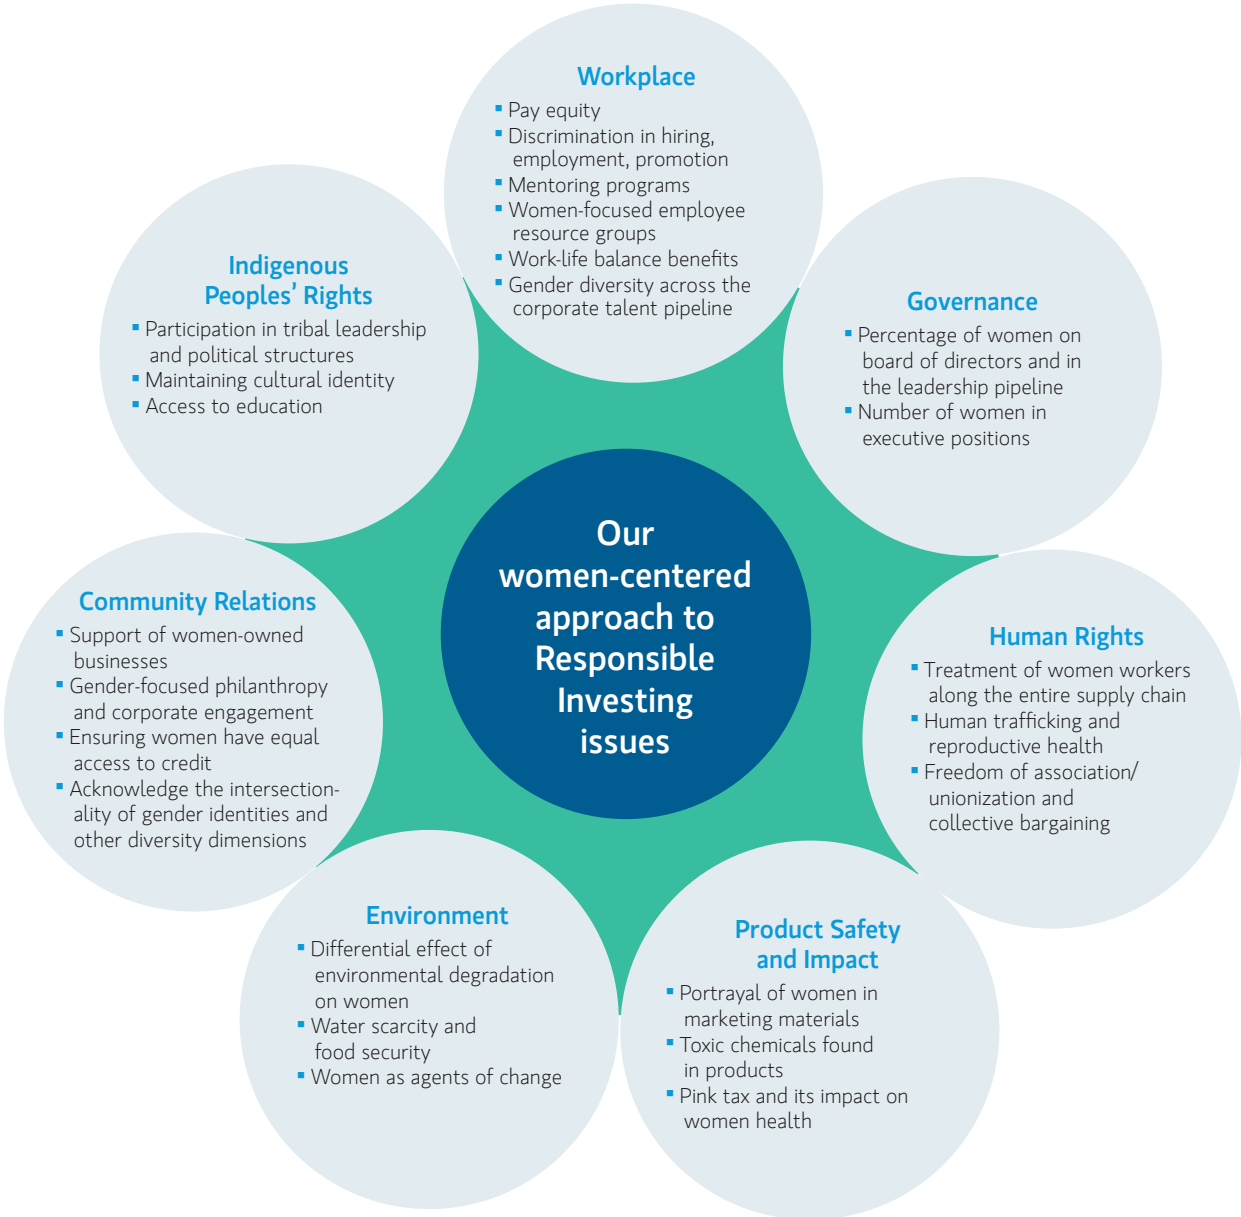 Workplace
▪ Pay equity
▪ Discrimination in hiring,
employment, promotion
▪ Mentoring programs
▪ Women-focused employee
resource groups
▪ Work-life balance benefits
▪ Gender diversity across the
corporate talent pipeline
Governance
▪ Percentage of women on
board of directors and in
the leadership pipeline
▪ Number of women in
executive positions
Human Rights
▪ Treatment of women workers
along the entire supply chain
▪ Human trafficking and
reproductive health
▪ Freedom of association/
unionization and
collective bargaining
Product Safety
and Impact
▪ Portrayal of women in
marketing materials
▪ Toxic chemicals found
in products
▪ Pink tax and its impact on
women health
Environment
▪ Differential effect of
environmental degradation
on women
▪ Water scarcity and
food security
▪ Women as agents of change
Community Relations
▪ Support of women-owned
businesses
▪ Gender-focused philanthropy
and corporate engagement
▪ Ensuring women have equal
access to credit
▪ Acknowledge the intersection-
ality of gender identities and
other diversity dimensions
Indigenous
Peoples’ Rights
▪ Participation in tribal leadership
and political structures
▪ Maintaining cultural identity
▪ Access to education
Our
women-centered
approach to
Responsible
Investing
issues